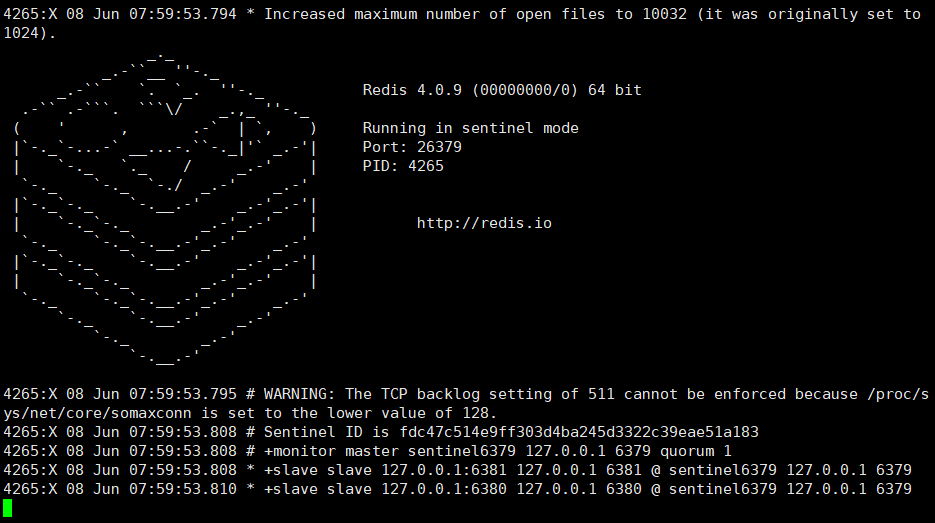 4265:X 08 Jun 07:59:53.794 * Increased maximum number of open files to 10032 (it was originally set to
1024).
Redis 4.0.9 (00000000/0) 64 bit
Running in sentinel mode
Port: 26379
PID: 4265
http://redis.io
4265:X 08 Jun 07:59:53.795 # WARNING: The TCP backlog setting of 511 cannot be enforced because /proc/s
ys/net/core/somaxconn is set to the lower value of 128.
4265:X 08 Jun 07:59:53.808 # Sentinel ID is fdc47c514e9ff303d4ba245d3322c39eae51a183
4265:X 08 Jun 07:59:53.808 # +monitor master sentinel6379 127.0.0.1 6379 quorum 1
4265:X 08 Jun 07:59:53.808 * +slave slave 127.0.0.1:6381 127.0.0.1 6381 @ sentinel6379 127.0.0.1 6379
4265:X 08 Jun 07:59:53.810 * +slave slave 127.0.0.1:6380 127.0.0.1 6380 @ sentinel6379 127.0.0.1 6379